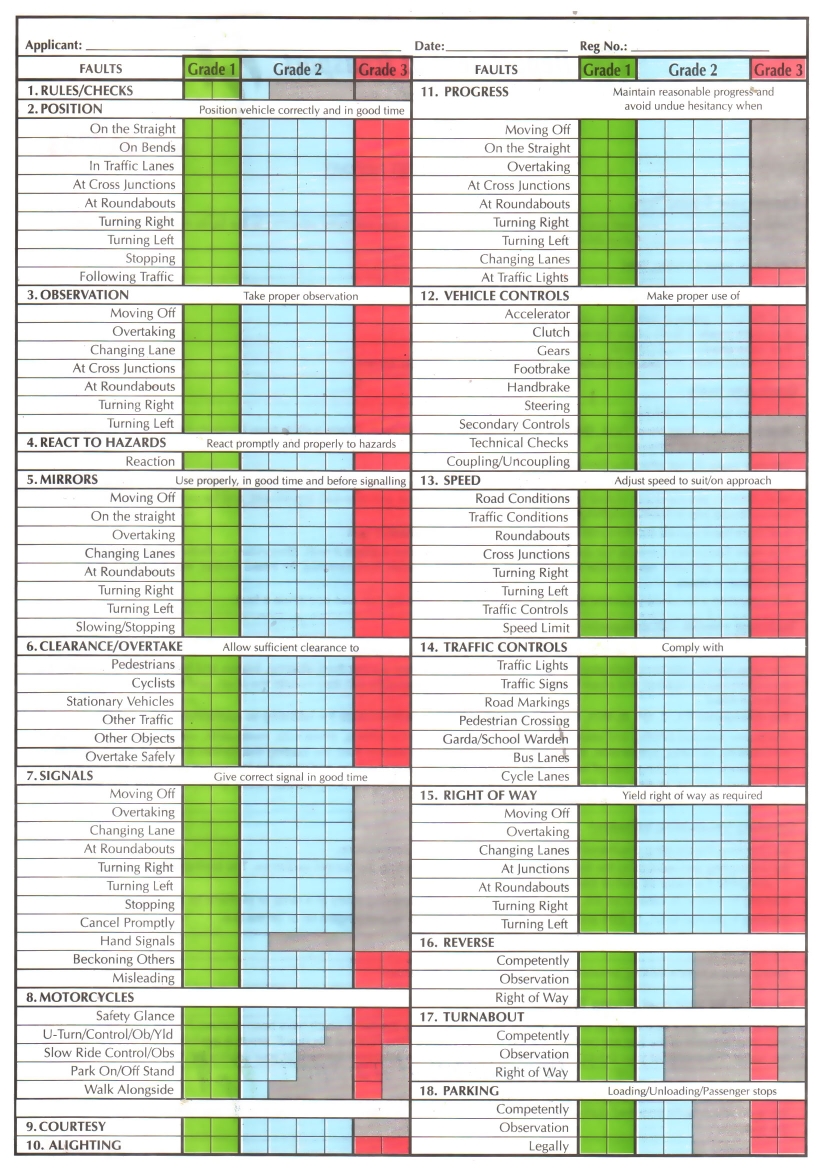 Applicant: Date: Reg No.:
FAULTS Grade 1 Grade 2 Grade 3
1. RULES/CHECKS
2. POSITION Position vehicle correctly and in good time
On the Straight
On Bends
In Traffic Lanes
At Cross Junctions
At Roundabouts
Turning Right
Turning Left
Stopping
Following Traffic
3. OBSERVATION Take proper observation
Moving Off
Overtaking
Changing Lane
At Cross Junctions
At Roundabouts
Turning Right
Turning Left
4. REACT TO HAZARDS React promptly and properly to hazards
Reaction
5. MIRRORS Use properly, in good time and before signalling
Moving Off
On the straight
Overtaking
Changing Lanes
At Roundabouts
Turning Right
Turning Left
Slowing/Stopping
6. CLEARANCE/OVERTAKE Allow sufficient clearance to
Pedestrians
Cyclists
Stationary Vehicles
Other Traffic
Other Objects
Overtake Safely
7. SIGNALS Give correct signal in good time
Moving Off
Overtaking
Changing Lane
At Roundabouts
Turning Right
Turning Left
Stopping
Cancel Promptly
Hand Signals
Beckoning Others
Misleading
8. MOTORCYCLES
Safety Glance
U-Turn/Control/Ob/Yld
Slow Ride Control/Obs
Park On/Off Stand
Walk Alongside
9. COURTESY
10. ALIGHTING
FAULTS Grade 1 Grade 2 Grade 3
11. PROGRESS Maintain reasonable progress and
avoid undue hesitancy when
Moving Off
On the Straight
Overtaking
At Cross Junctions
At Roundabouts
Turning Right
Turning Left
Changing Lanes
At Traffic Lights
12. VEHICLE CONTROLS Make proper use of
Accelerator
Clutch
Gears
Footbrake
Handbrake
Steering
Secondary Controls
Technical Checks
Coupling/Uncoupling
13. SPEED Adjust speed to suit/on approach
Road Conditions
Traffic Conditions
Roundabouts
Cross Junctions
Turning Right
Turning Left
Traffic Controls
Speed Limit
14. TRAFFIC CONTROLS Comply with
Traffic Lights
Traffic Signs
Road Markings
Pedestrian Crossing
Garda/School Warden
Bus Lanes
Cycle Lanes
15. RIGHT OF WAY Yield right of way as required
Moving Off
Overtaking
Changing Lanes
At Junctions
At Roundabouts
Turning Right
Turning Left
16. REVERSE
Competently
Observation
Right of Way
17. TURNABOUT
Competently
Observation
Right of Way
18. PARKING Loading/Unloading/Passenger stops
Competently
Observation
Legally